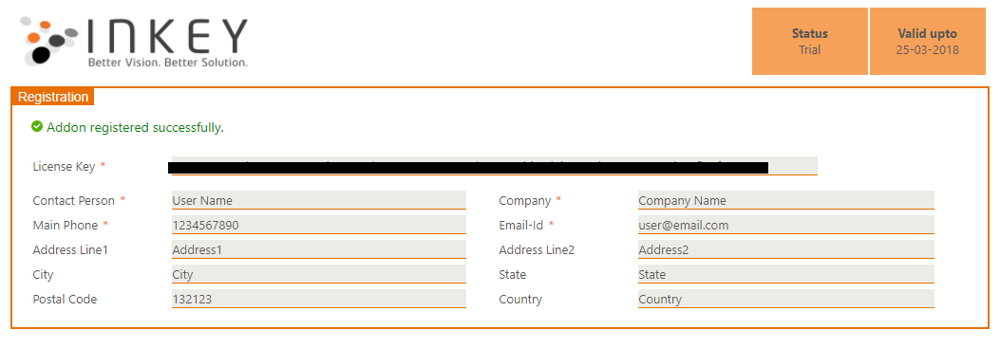 INKEY
Better Vision. Better Solution.
Status
Trial
Valid upto
25-03-2018
Registration
Addon registered successfully.
License Key *
Contact Person * User Name Company * Company Name
Main Phone * 1234567890 Email-Id * user@email.com
Address Line1 Address1 Address Line2 Address2
City City State State
Postal Code 132123 Country Country